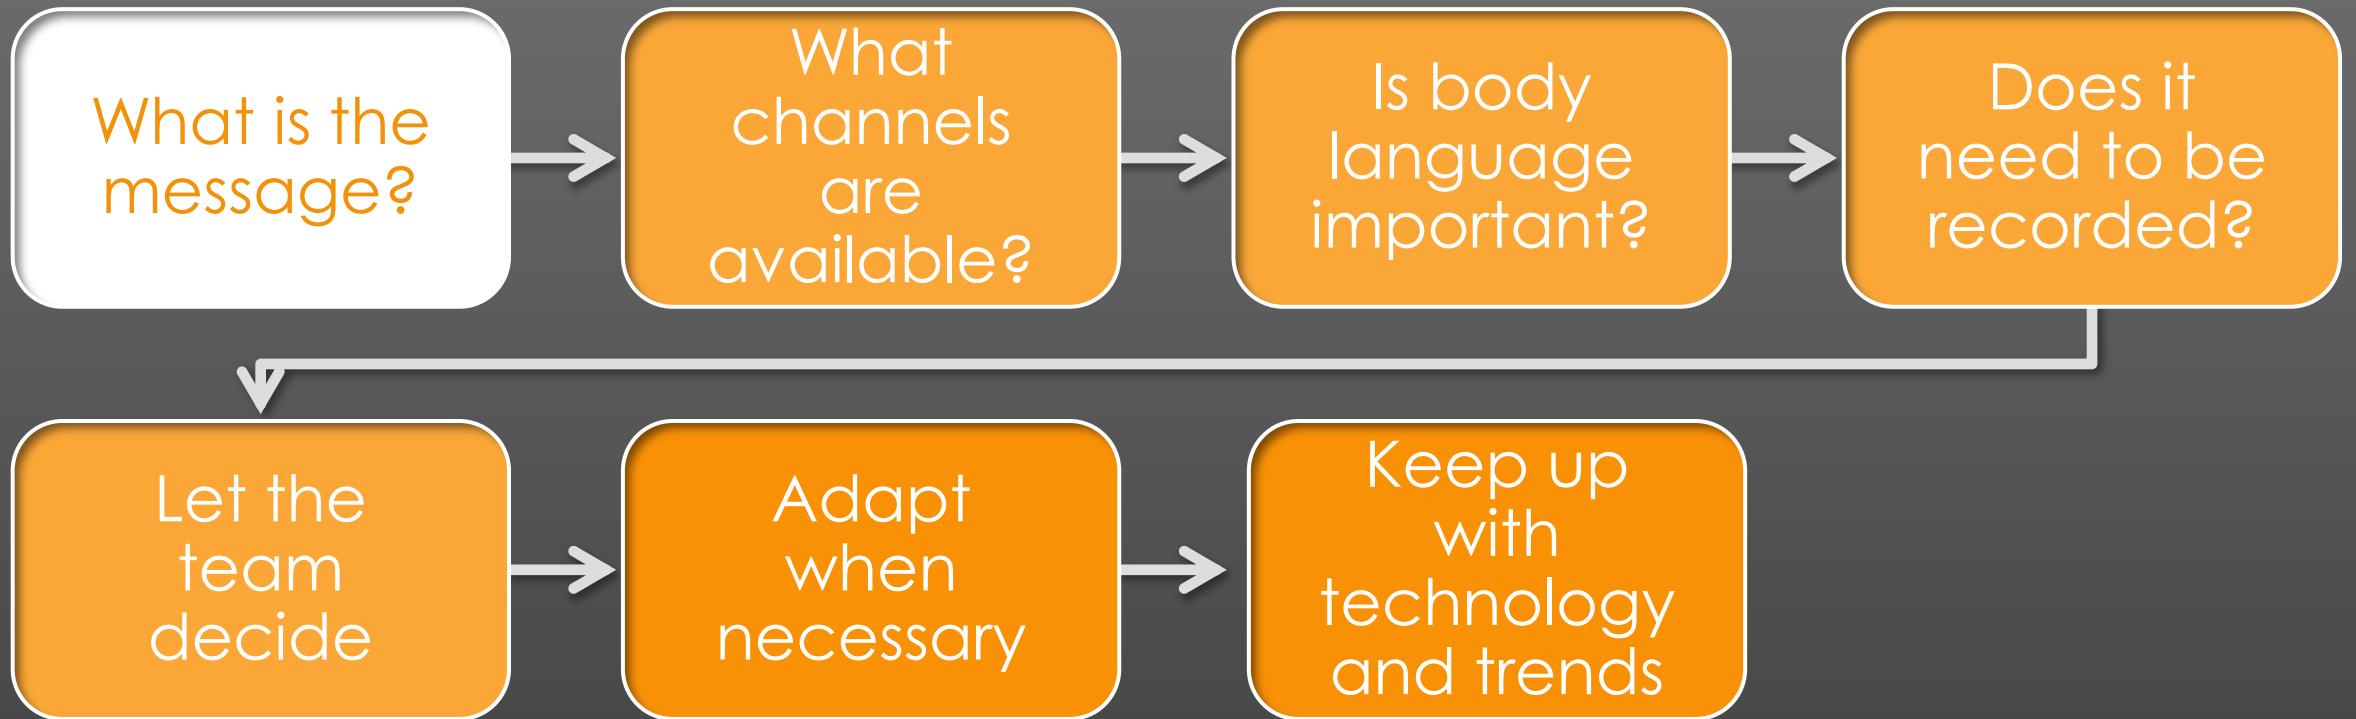 What is the
message?
What
channels
are
available?
Is body
language
important?
Does it
need to be
recorded?
Let the
team
decide
Adapt
when
necessary
Keep up
with
technology
and trends